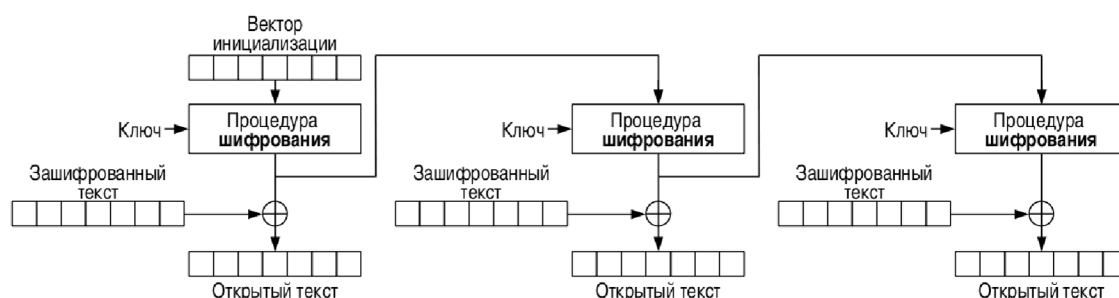 Вектор
инициализации
Ключ
Процедура
шифрования
Ключ
Процедура
шифрования
Ключ
Процедура
шифрования
Зашифрованный
текст
Зашифрованный
текст
Зашифрованный
текст
Открытый текст
Открытый текст
Открытый текст